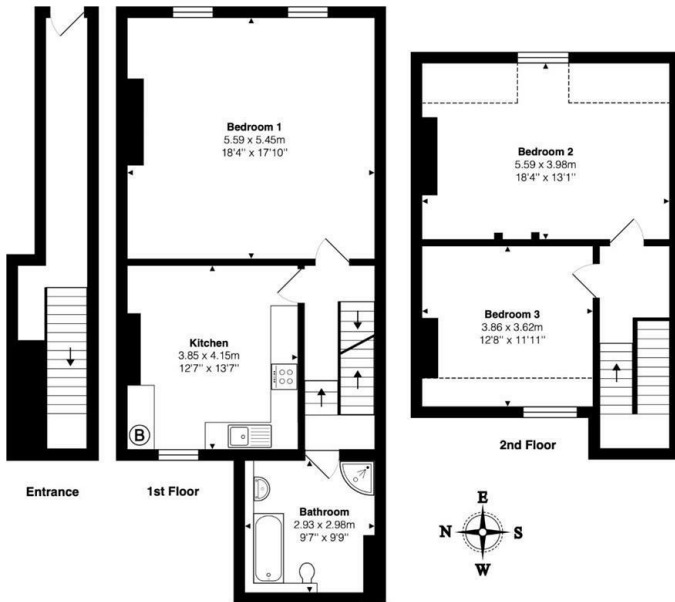 Entrance
Bedroom 1
5.59 x 5.45m
18'4" x 17'10"
Kitchen
3.85 x 4.15m
12'7" x 13'7"
B
Bathroom
2.93 x 2.98m
9'7" x 9'9"
1st Floor
Bedroom 2
5.59 x 3.98m
18'4" x 13'1"
Bedroom 3
3.86 x 3.62m
12'8" x 11'11"
2nd Floor
E
N S
W